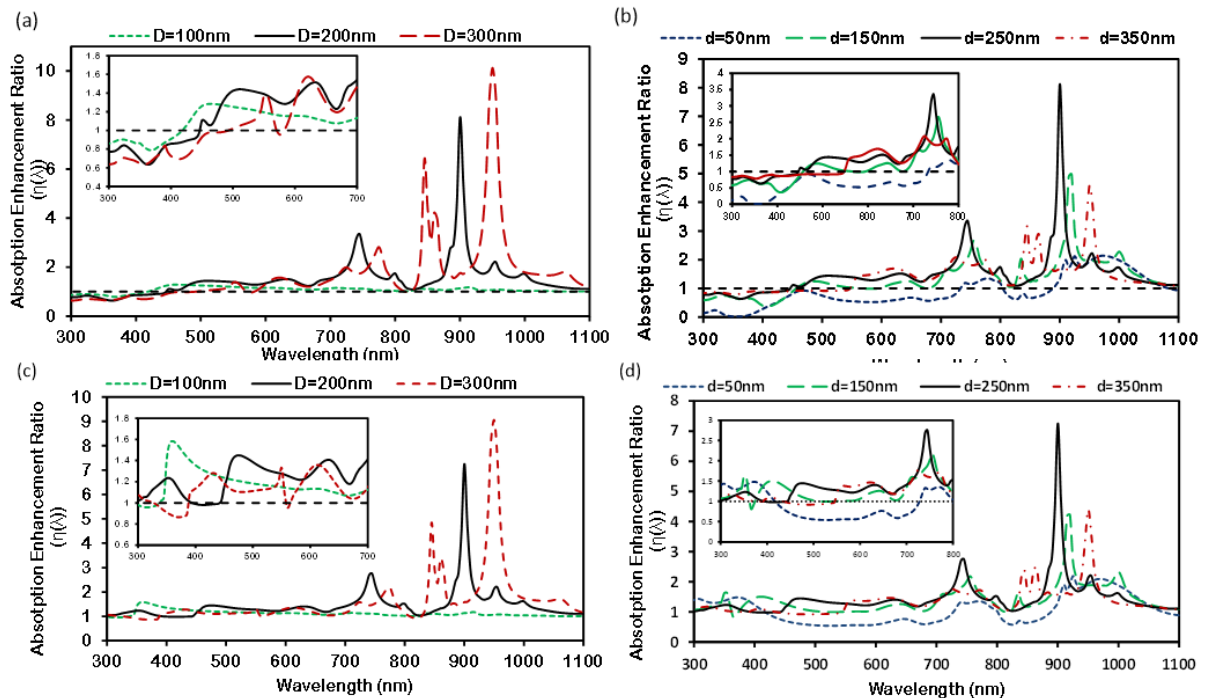 (a)
D=100nm D=200nm D=300nm
Absotption Enhancement Ratio
(η(λ))
10
8
6
4
2
0
300 400 500 600 700 800 900 1000 1100
Wavelength (nm)
1.8
1.6
1.4
1.2
1
0.8
0.6
0.4
300 400 500 600 700
(b)
d=50nm d=150nm d=250nm d=350nm
Absotption Enhancement Ratio
(η(λ))
9
8
7
6
5
4
3
2
1
0
300 400 500 600 700 800 900 1000 1100
4
3.5
3
2.5
2
1.5
1
0.5
0
300 400 500 600 700 800
(c)
D=100nm D=200nm D=300nm
Absotption Enhancement Ratio
(η(λ))
10
9
8
7
6
5
4
3
2
1
0
300 400 500 600 700 800 900 1000 1100
Wavelength (nm)
1.8
1.6
1.4
1.2
1
0.8
0.6
300 400 500 600 700
(d)
d=50nm d=150nm d=250nm d=350nm
Absotption Enhancement Ratio
(η(λ))
8
7
6
5
4
3
2
1
0
300 400 500 600 700 800 900 1000 1100
Wavelength (nm)
3
2.5
2
1.5
1
0.5
0
300 400 500 600 700 800